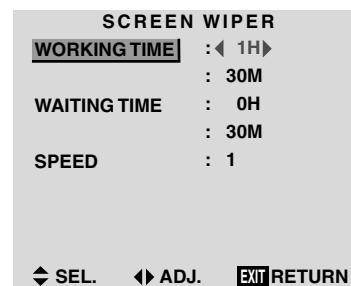 SCREEN WIPER
WORKING TIME : ◀ 1H▶
: 30M
WAITING TIME : 0H
: 30M
SPEED : 1
SEL. ADJ. EXIT RETURN